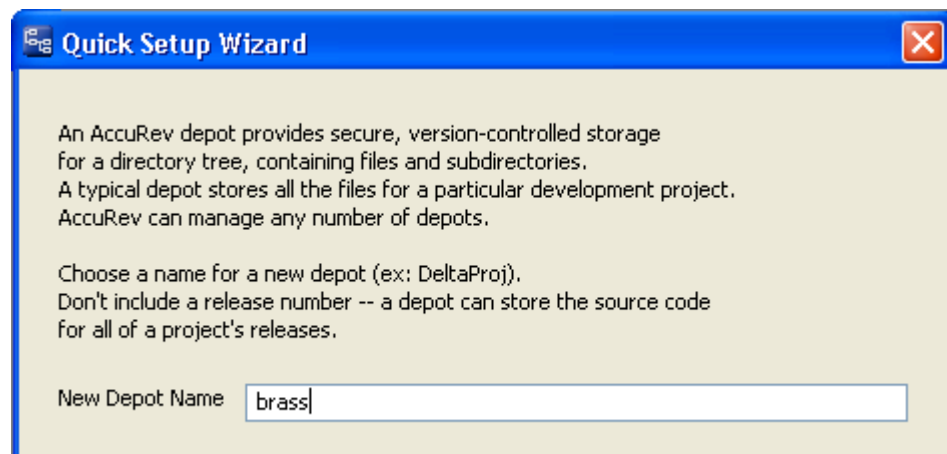 Quick Setup Wizard
An AccuRev depot provides secure, version-controlled storage
for a directory tree, containing files and subdirectories.
A typical depot stores all the files for a particular development project.
AccuRev can manage any number of depots.
Choose a name for a new depot (ex: DeltaProj).
Don't include a release number -- a depot can store the source code
for all of a project's releases.
New Depot Name brass